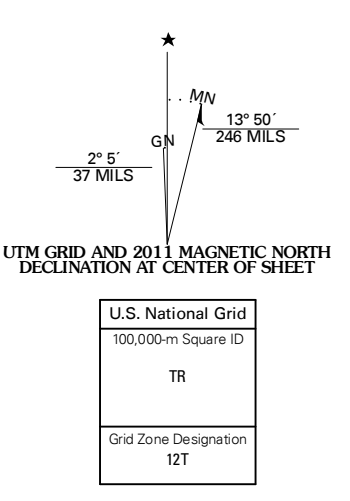 ★
MN
13° 50´
246 MILS
GN
2° 5´
37 MILS
UTM GRID AND 2011 MAGNETIC NORTH
DECLINATION AT CENTER OF SHEET
U.S. National Grid
100,000-m Square ID
TR
Grid Zone Designation
12T